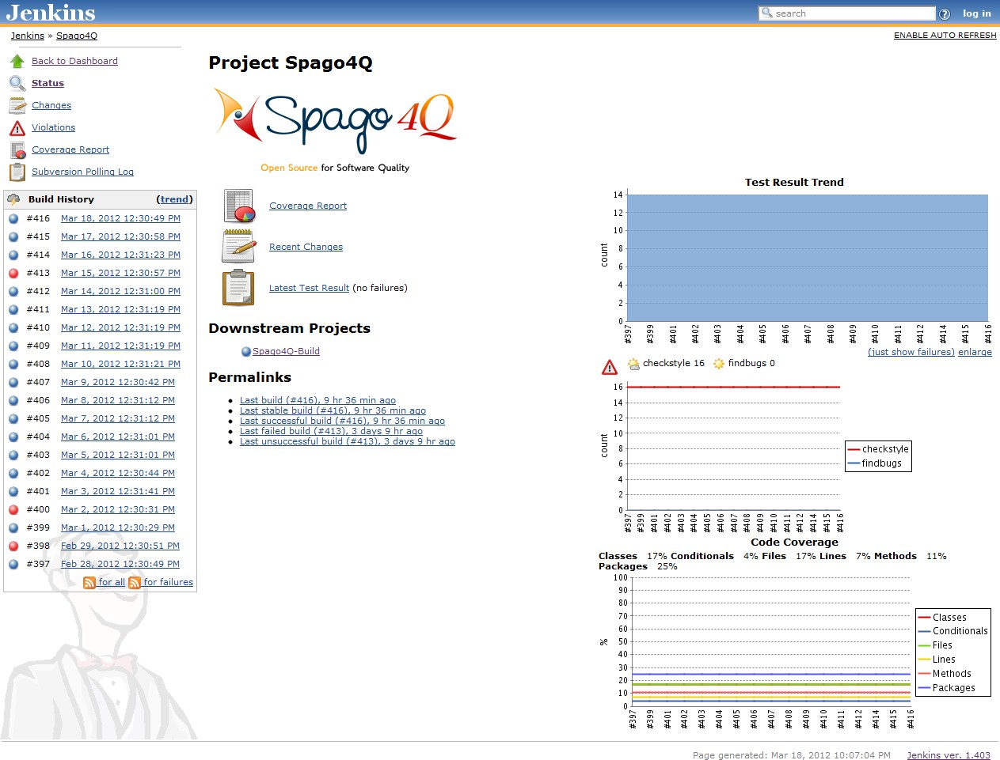 Jenkins
search
log in
Jenkins » Spago4Q
ENABLE AUTO REFRESH
Back to Dashboard
Status
Changes
Violations
Coverage Report
Subversion Polling Log
Build History (trend)
#416 Mar 18, 2012 12:30:49 PM
#415 Mar 17, 2012 12:30:58 PM
#414 Mar 16, 2012 12:31:23 PM
#413 Mar 15, 2012 12:30:57 PM
#412 Mar 14, 2012 12:31:00 PM
#411 Mar 13, 2012 12:31:19 PM
#410 Mar 12, 2012 12:31:19 PM
#409 Mar 11, 2012 12:31:19 PM
#408 Mar 10, 2012 12:31:21 PM
#407 Mar 9, 2012 12:30:42 PM
#406 Mar 8, 2012 12:31:12 PM
#405 Mar 7, 2012 12:31:12 PM
#404 Mar 6, 2012 12:31:01 PM
#403 Mar 5, 2012 12:31:01 PM
#402 Mar 4, 2012 12:30:44 PM
#401 Mar 3, 2012 12:31:41 PM
#400 Mar 2, 2012 12:30:31 PM
#399 Mar 1, 2012 12:30:29 PM
#398 Feb 29, 2012 12:30:51 PM
#397 Feb 28, 2012 12:30:49 PM
for all for failures
Project Spago4Q
Spago 4Q
Open Source for Software Quality
Coverage Report
Recent Changes
Latest Test Result (no failures)
Downstream Projects
Spago4Q-Build
Permalinks
Last build (#416), 9 hr 36 min ago
Last stable build (#416), 9 hr 36 min ago
Last successful build (#416), 9 hr 36 min ago
Last failed build (#413), 3 days 9 hr ago
Last unsuccessful build (#413), 3 days 9 hr ago
Test Result Trend
14
12
10
8
6
4
2
0
count
#397 #399 #401 #402 #403 #404 #405 #406 #407 #408 #409 #410 #411 #412 #414 #415 #416
(just show failures) enlarge
checkstyle 16 findbugs 0
16
14
12
10
8
6
4
2
0
count
#397 #399 #401 #402 #403 #404 #405 #406 #407 #408 #409 #410 #411 #412 #414 #415 #416
checkstyle
findbugs
Code Coverage
Classes 17% Conditionals 4% Files 17% Lines 7% Methods 11%
Packages 25%
100
90
80
70
60
50
40
30
20
10
0
%
#397 #399 #401 #402 #403 #404 #405 #406 #407 #408 #409 #410 #411 #412 #414 #415 #416
Classes
Conditionals
Files
Lines
Methods
Packages
Page generated: Mar 18, 2012 10:07:04 PM Jenkins ver. 1.403